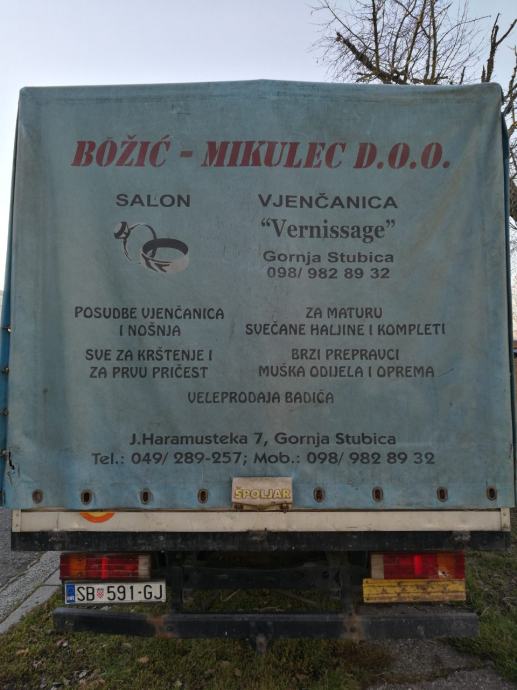 BOŽIĆ - MIKULEC D.O.O.
SALON VJENČANICA
"Vernissage"
Gornja Stubica
098/ 982 89 32
POSUDBE VJENČANICA
I NOŠNJA
ZA MATURU
SVEČANE HALJINE I KOMPLETI
SVE ZA KRŠTENJE I
ZA PRVU PRIČEST
BRZI PREPRAVCI
MUŠKA ODIJELA I OPREMA
VELEPRODAJA BADIĆA
J.Haramusteka 7, Gornja Stubica
Tel.: 049/ 289-257; Mob.: 098/ 982 89 32
ŠPOLJAR
HR SB 591-GJ